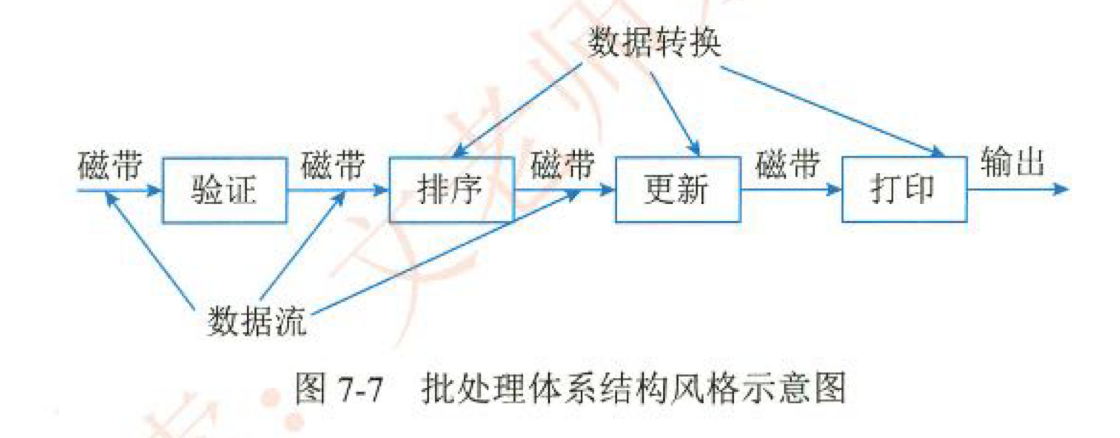 数据转换
磁带 验证 磁带 排序 磁带 更新 磁带 打印 输出
数据流
图 7-7 批处理体系结构风格示意图